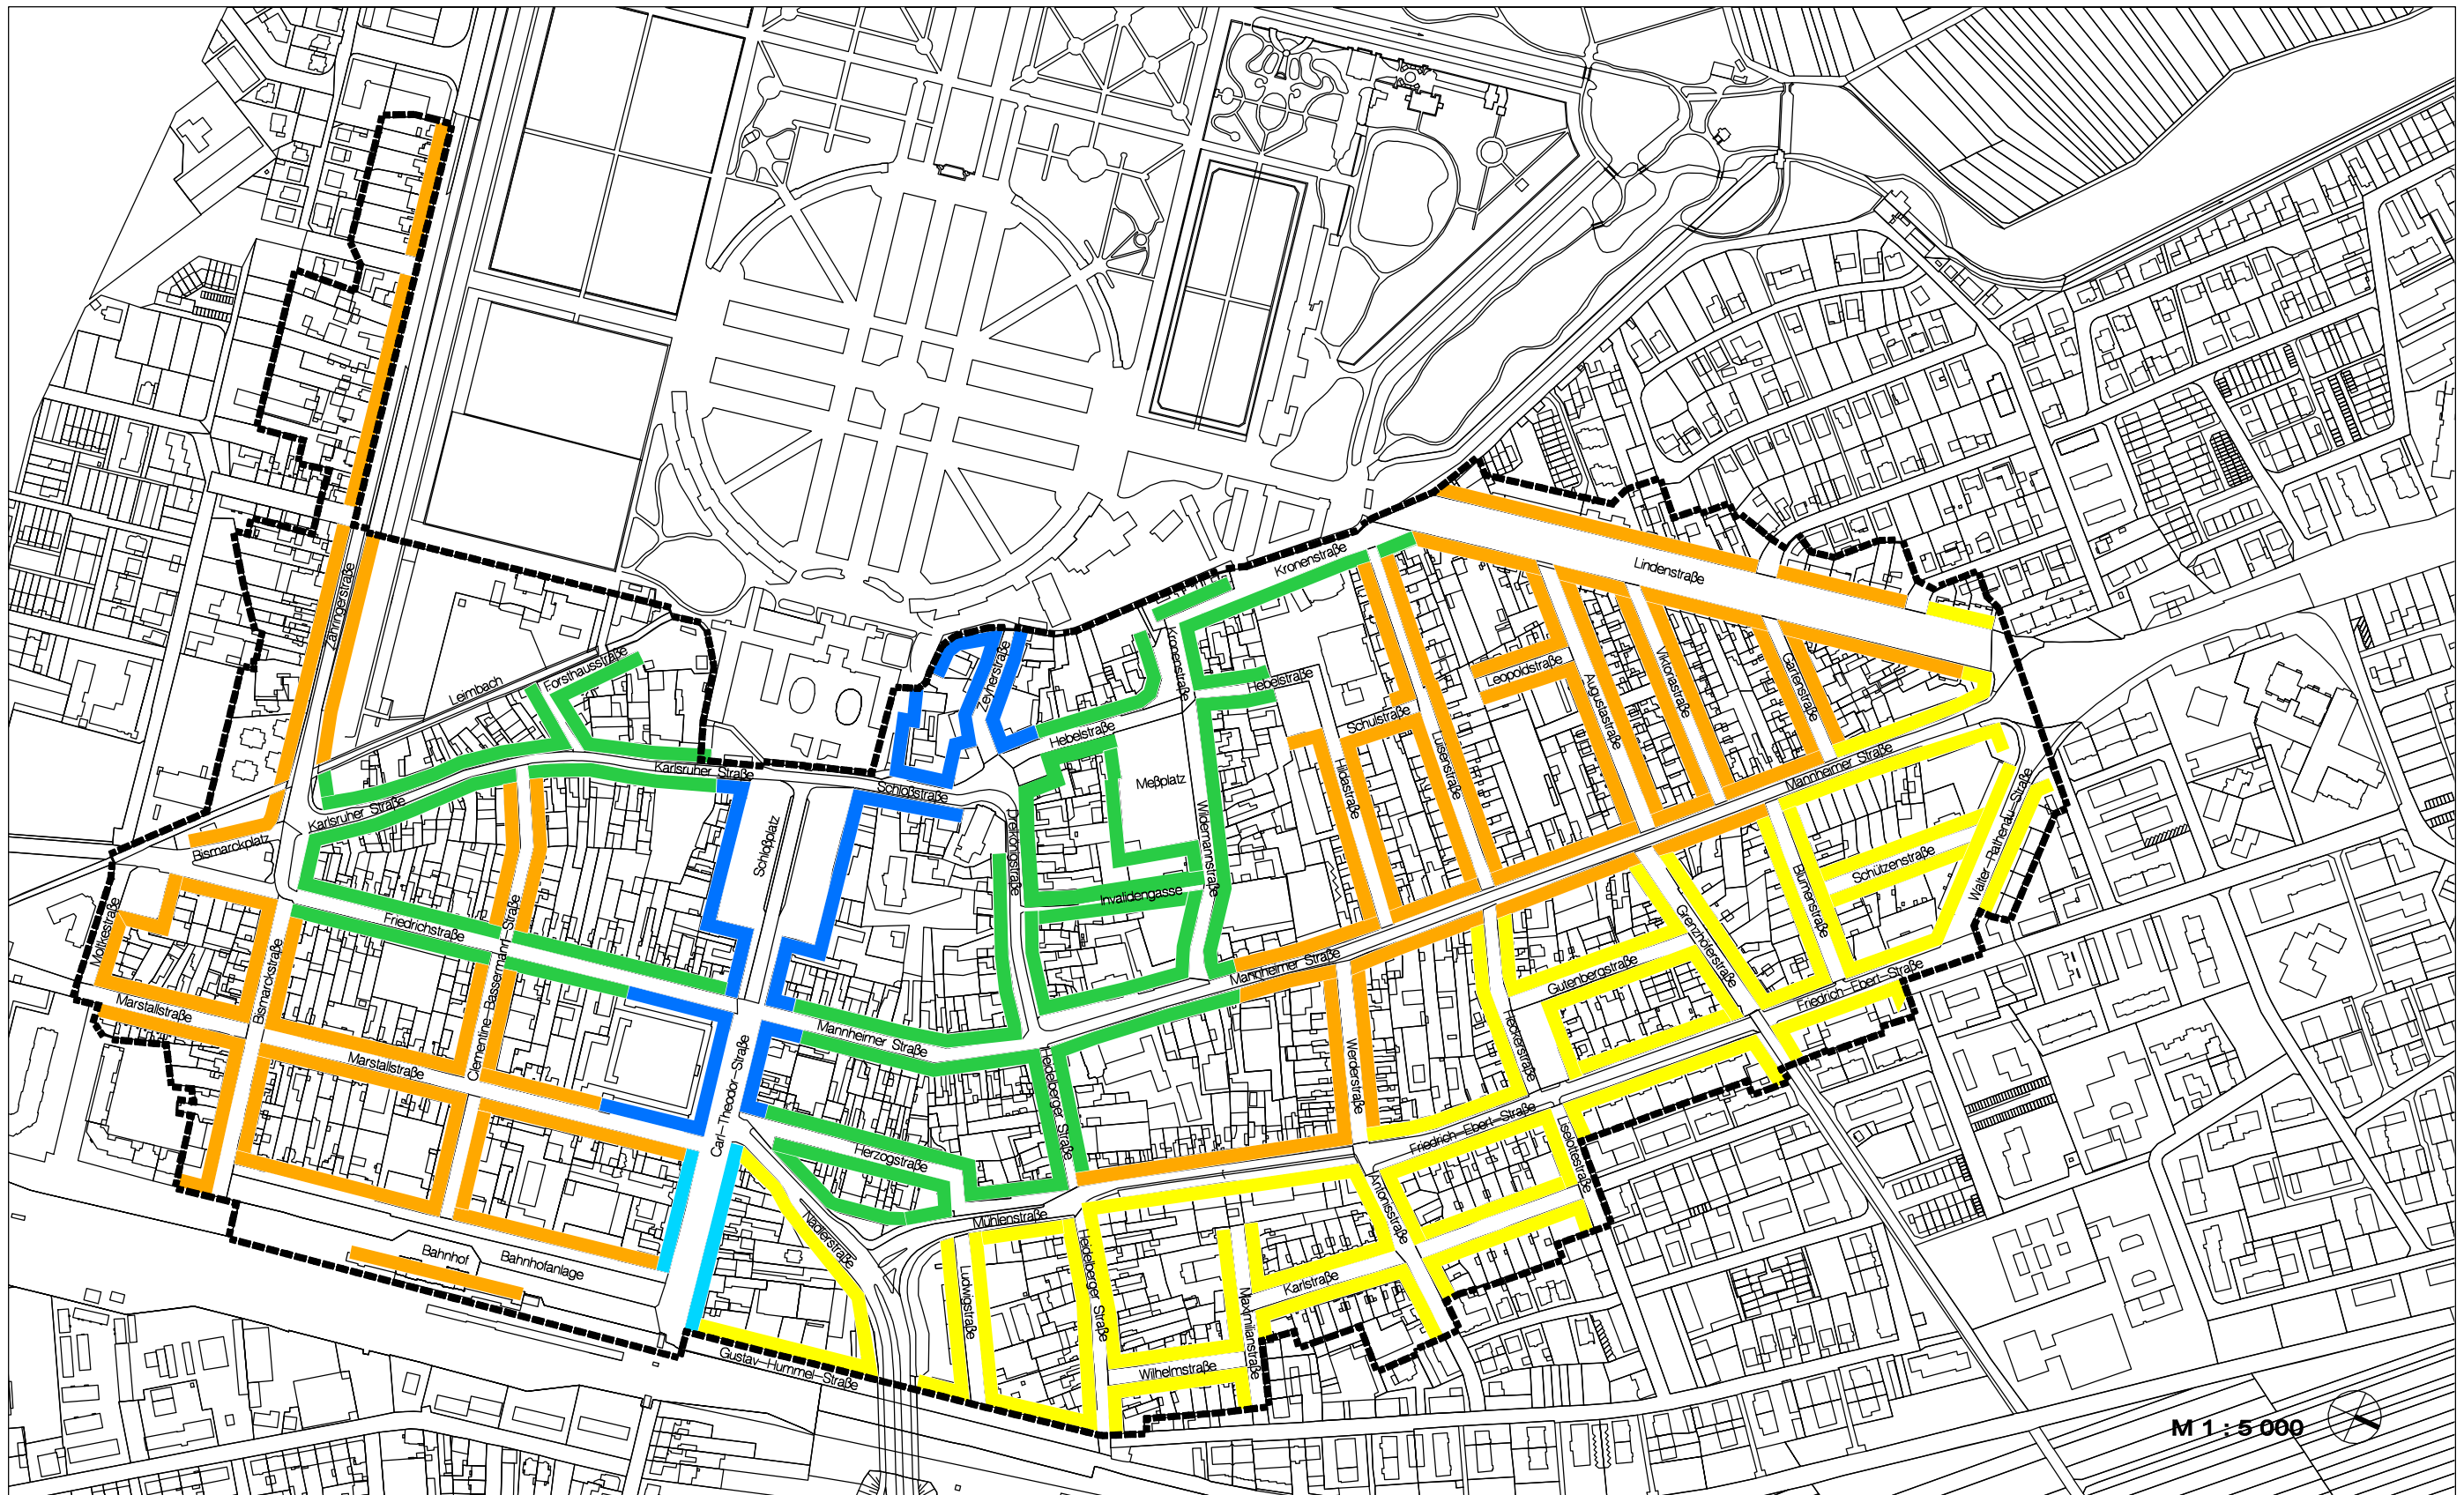 Kronenstraße
Lindenstraße
Zähringerstraße
Leimbach
Forsthausstraße
Zeyherstraße
Kronenstraße
Hebelstraße
Hebelstraße
Leopoldstraße
Viktoriastraße
Gartenstraße
Augustastraße
Schulstraße
Luisenstraße
Hildastraße
Karlsruher Straße
Schloßstraße
Meßplatz
Mannheimer Straße
Karlsruher Straße
Bismarckplatz
Schloßplatz
Dreikönigstraße
Wildemannstraße
Invalidengasse
Schützenstraße
Walter-Rathenau-Straße
Blumenstraße
Grenzhöferstraße
Friedrichstraße
Moltkestraße
Bismarckstraße
Clementine-Bassermann-Straße
Mannheimer Straße
Gutenbergstraße
Friedrich-Ebert-Straße
Marstallstraße
Marstallstraße
Mannheimer Straße
Carl-Theodor-Straße
Heidelberger Straße
Werderstraße
Heckerstraße
Friedrich-Ebert-Straße
Liselottestraße
Herzogstraße
Mühlenstraße
Nadlerstraße
Antonisstraße
Bahnhof
Bahnhofanlage
Ludwigstraße
Heidelberger Straße
Karlstraße
Maximilianstraße
Wilhelmstraße
Gustav-Hummel-Straße
M 1 : 5 000